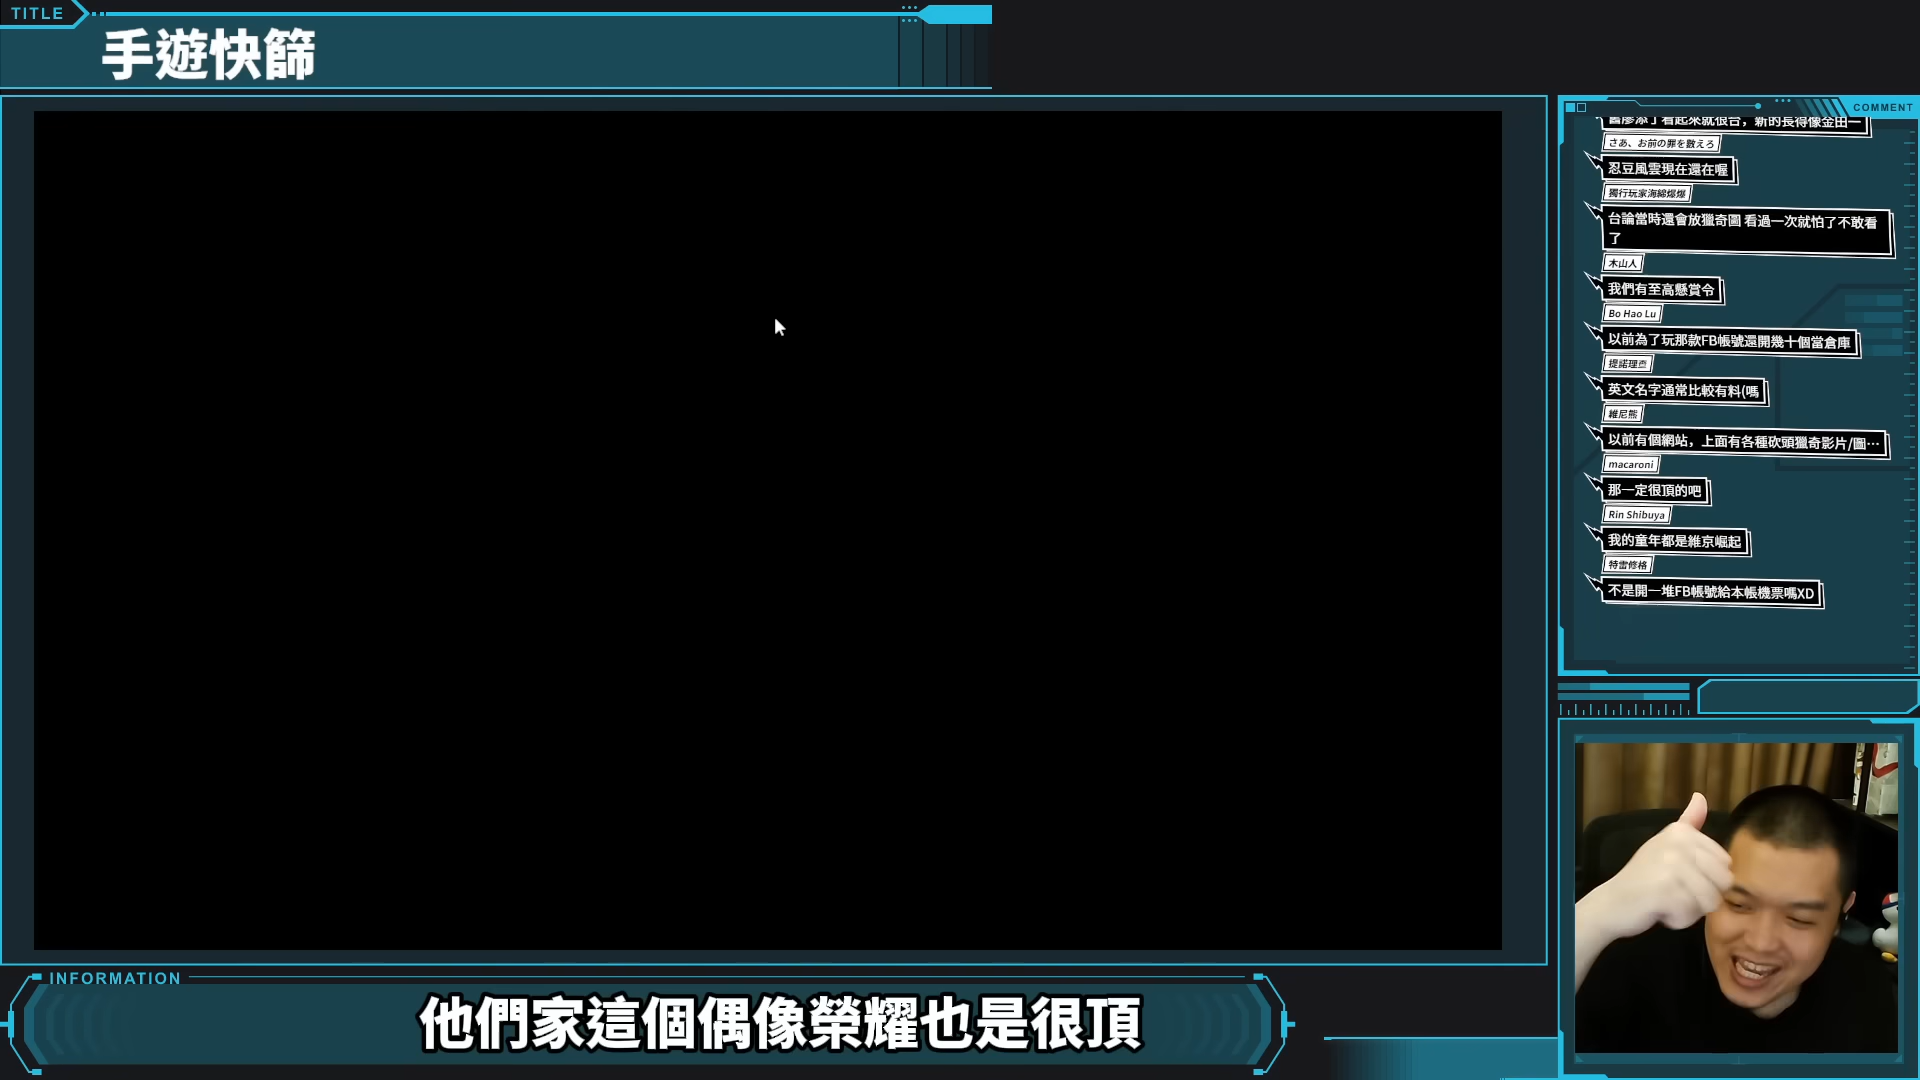 TITLE
手遊快篩
COMMENT
さあ、お前の罪を數えろ
忍豆風雲現在還在喔
獨行玩家海綿爆爆
台論當時還會放獵奇圖 看過一次就怕了不敢看
了
木山人
我們有至高懸賞令
Bo Hao Lu
以前為了玩那款FB帳號還開幾十個當倉庫
提諾理查
英文名字通常比較有料(嗎
維尼熊
以前有個網站，上面有各種砍頭獵奇影片/圖…
macaroni
那一定很頂的吧
Rin Shibuya
我的童年都是維京崛起
特雷修格
不是開一堆FB帳號給本帳機票嗎XD
INFORMATION
他們家這個偶像榮耀也是很頂